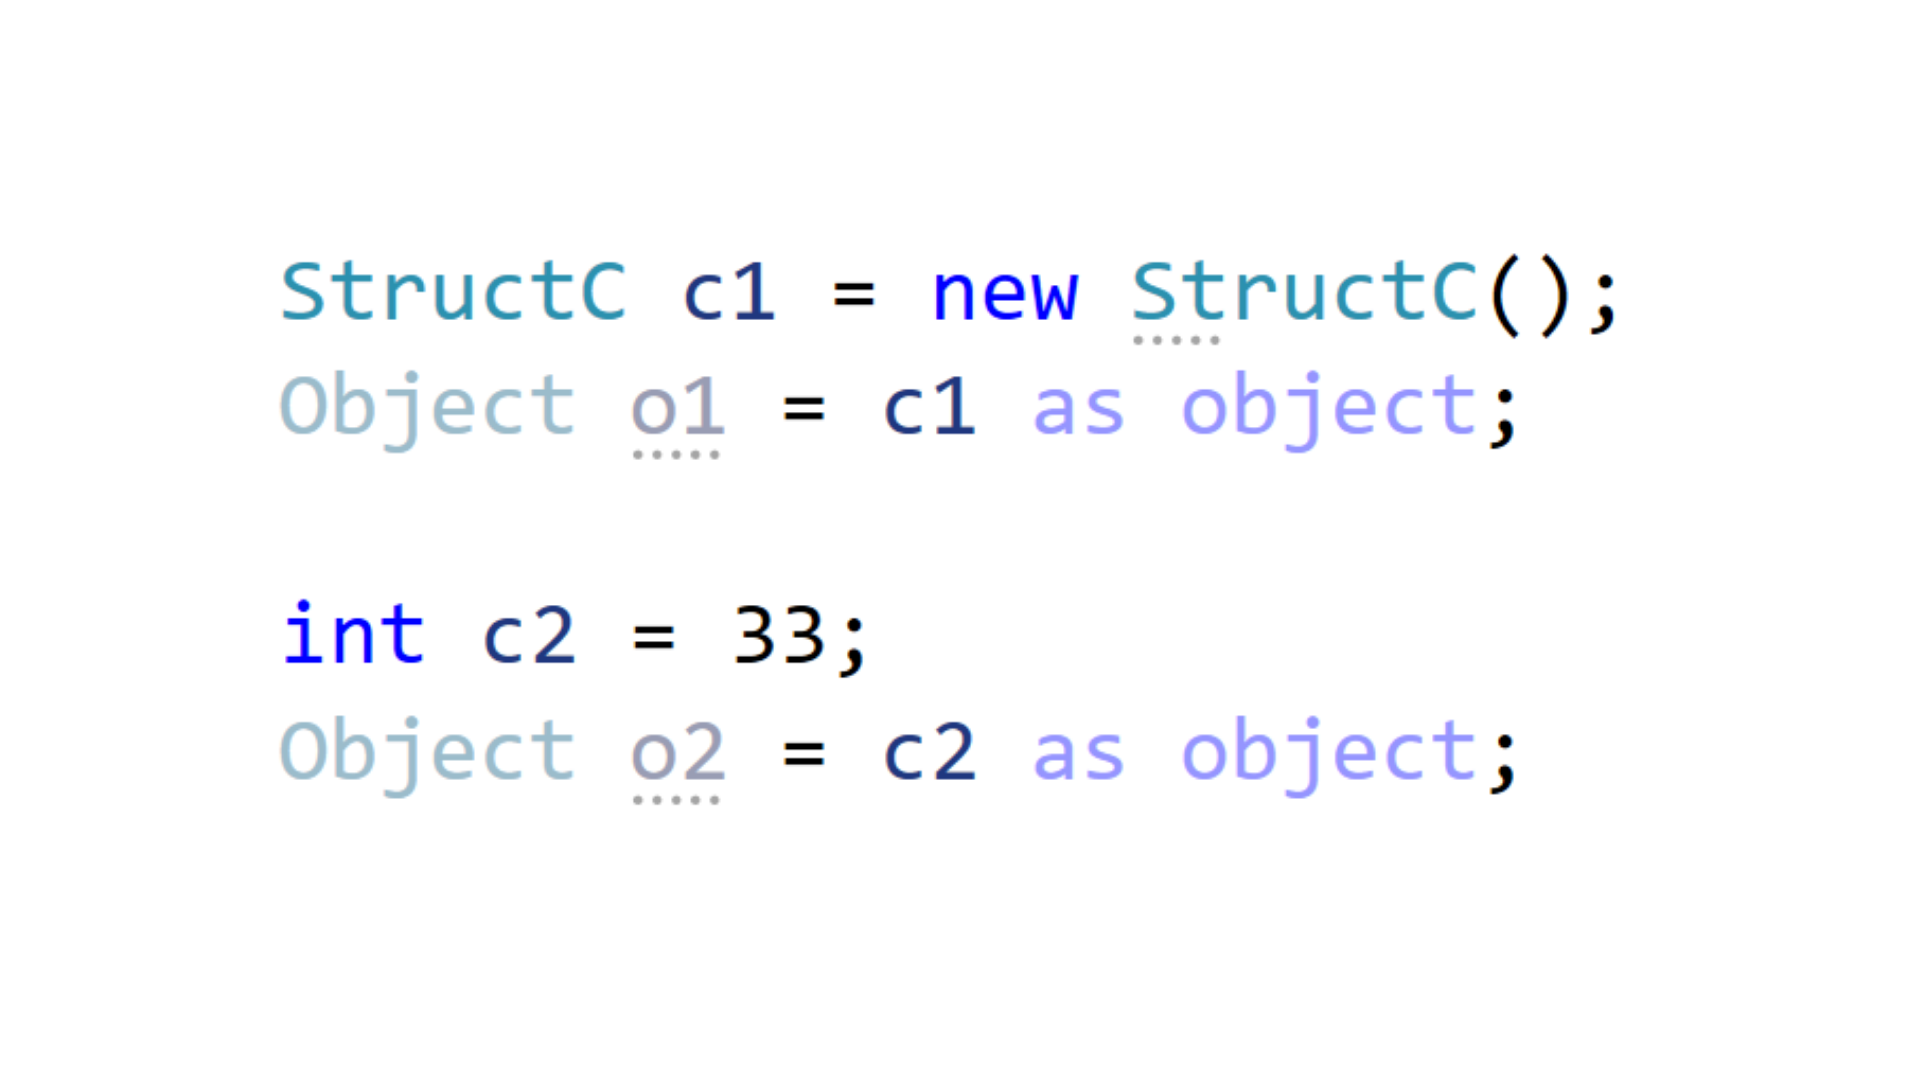 StructC c1 = new StructC();
Object o1 = c1 as object;
int c2 = 33;
Object o2 = c2 as object;